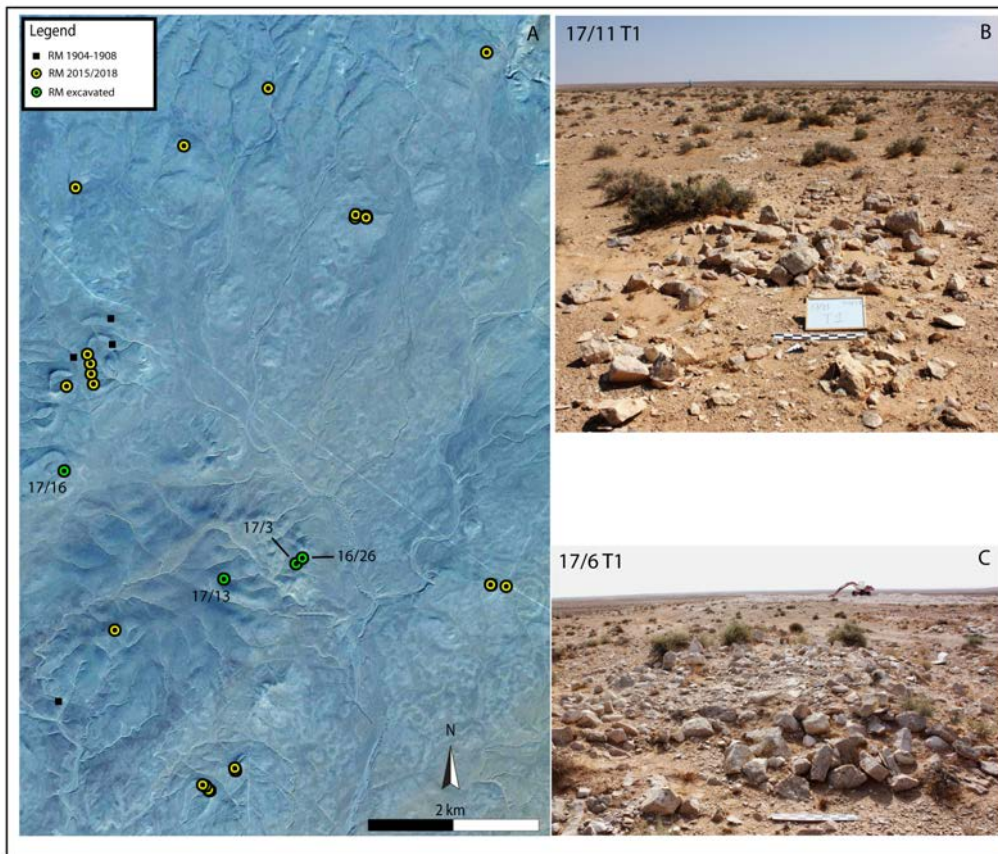 Legend
RM 1904-1908
RM 2015/2018
RM excavated
A
17/16
17/3
16/26
17/13
N
2 km
17/11 T1
B
T1
17/6 T1
C